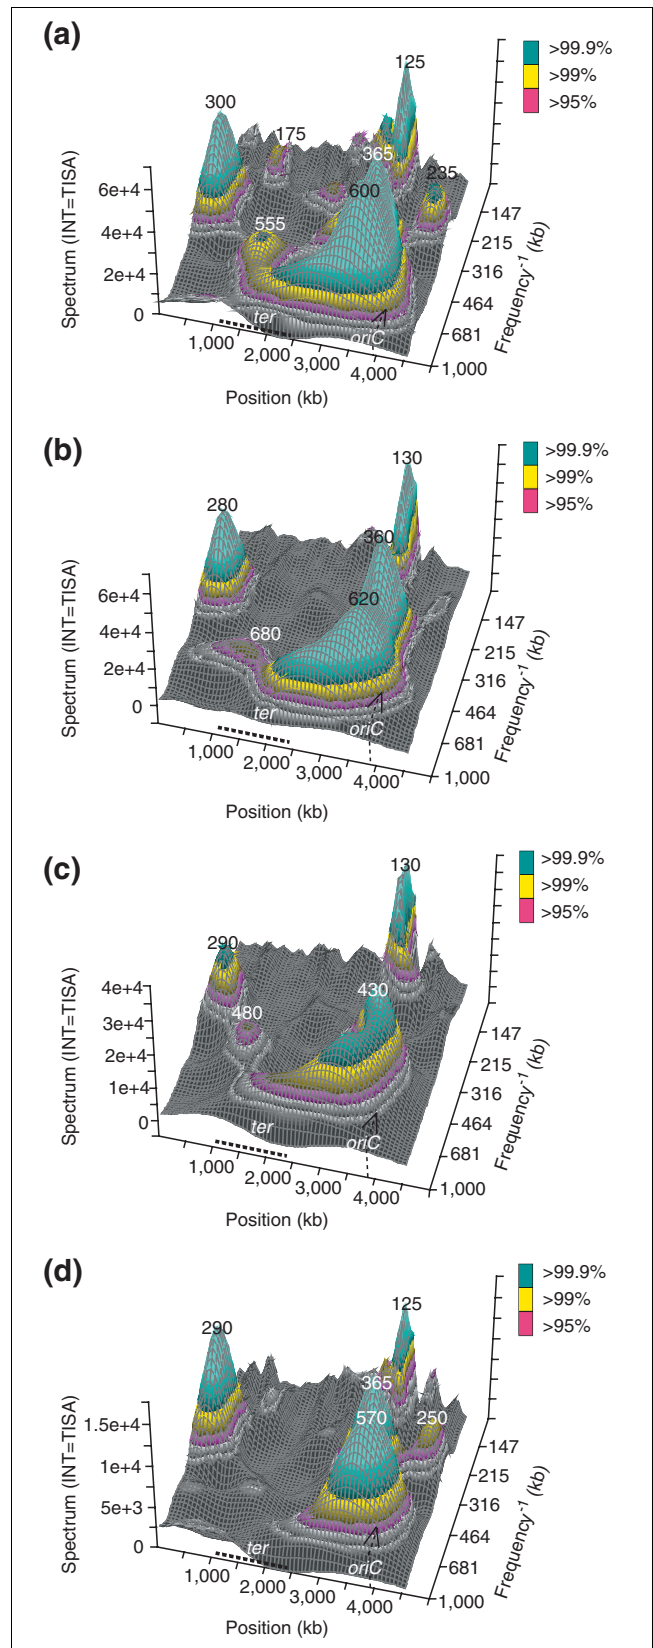 (a)
>99.9%
>99%
>95%
125
300
175
365
235
600
555
Spectrum (INT=TISA)
6e+4
4e+4
2e+4
0
147
215
316
464
681
1,000
Frequency-1 (kb)
ter
oriC
1,000
2,000
3,000
4,000
Position (kb)
(b)
>99.9%
>99%
>95%
130
280
360
620
680
Spectrum (INT=TISA)
6e+4
4e+4
2e+4
0
147
215
316
464
681
1,000
Frequency-1 (kb)
ter
oriC
1,000
2,000
3,000
4,000
Position (kb)
(c)
>99.9%
>99%
>95%
130
290
430
480
Spectrum (INT=TISA)
4e+4
3e+4
2e+4
1e+4
0
147
215
316
464
681
1,000
Frequency-1 (kb)
ter
oriC
1,000
2,000
3,000
4,000
Position (kb)
(d)
>99.9%
>99%
>95%
125
290
365
570
250
Spectrum (INT=TISA)
1.5e+4
1e+4
5e+3
0
147
215
316
464
681
1,000
Frequency-1 (kb)
ter
oriC
1,000
2,000
3,000
4,000
Position (kb)